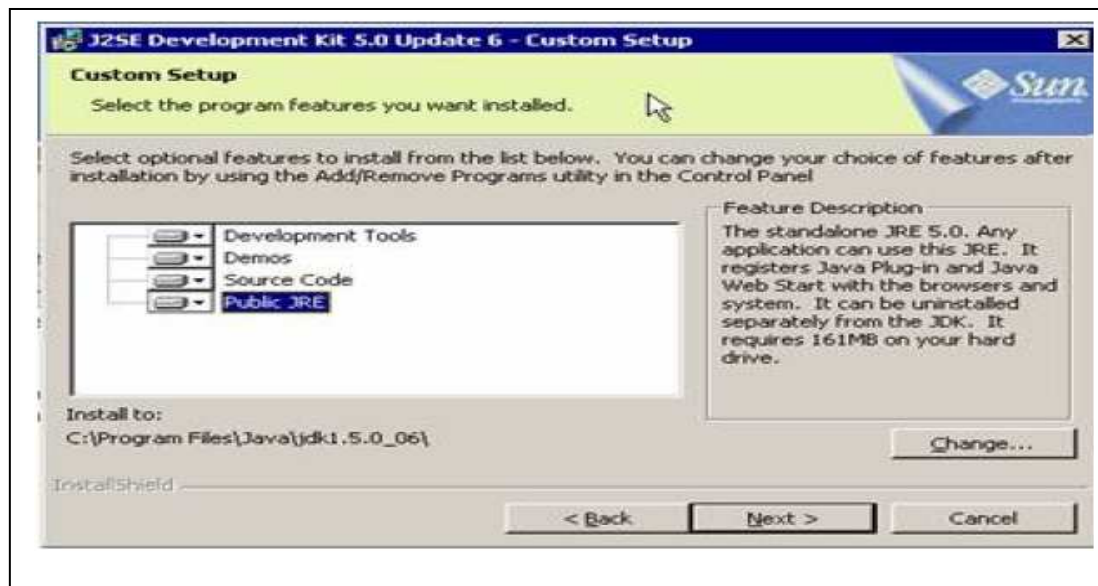 J2SE Development Kit 5.0 Update 6 - Custom Setup
Custom Setup
Select the program features you want installed.
Sun
Select optional features to install from the list below. You can change your choice of features after
installation by using the Add/Remove Programs utility in the Control Panel
Development Tools
Demos
Source Code
Public JRE
Feature Description
The standalone JRE 5.0. Any
application can use this JRE. It
registers Java Plug-in and Java
Web Start with the browsers and
system. It can be uninstalled
separately from the JDK. It
requires 161MB on your hard
drive.
Install to:
C:\Program Files\Java\jdk1.5.0_06\
Change...
InstallShield
< Back
Next >
Cancel